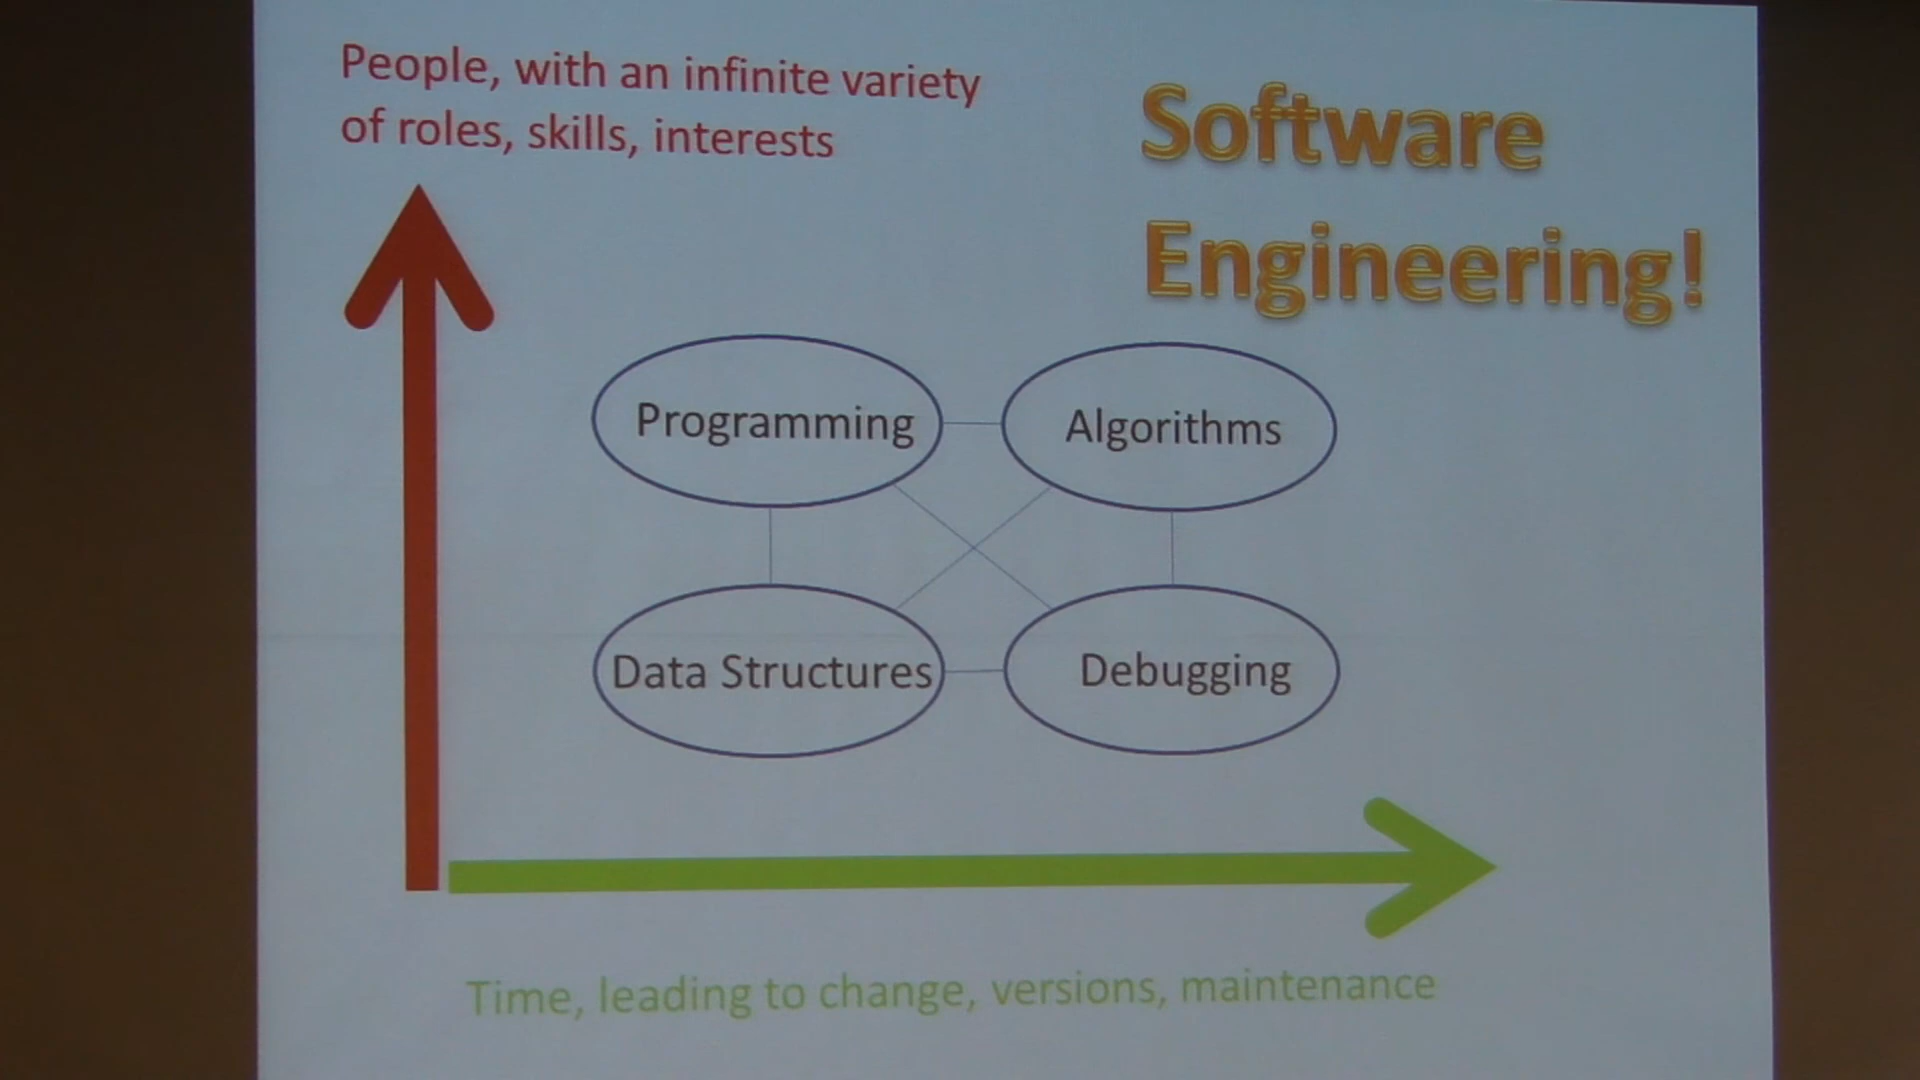 People, with an infinite variety
of roles, skills, interests
Software
Engineering!
Programming
Algorithms
Data Structures
Debugging
Time, leading to change, versions, maintenance